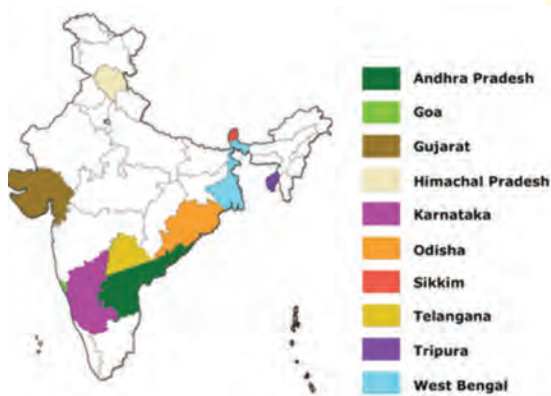 Andhra Pradesh
Goa
Gujarat
Himachal Pradesh
Karnataka
Odisha
Sikkim
Telangana
Tripura
West Bengal